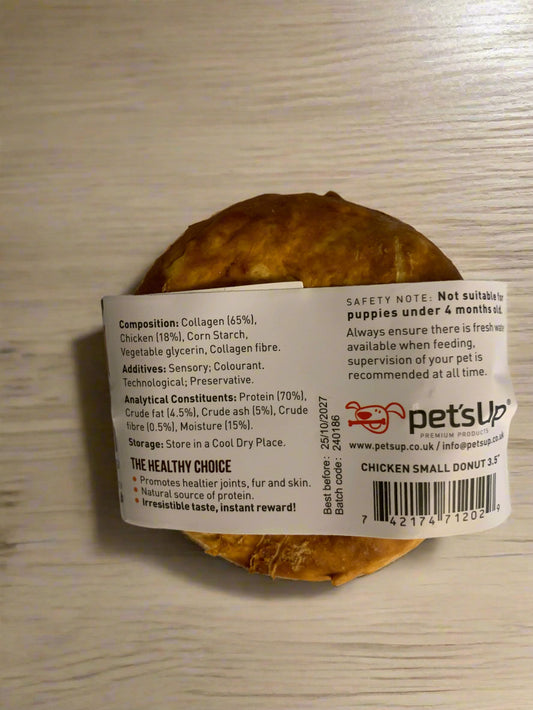 Composition: Collagen (65%),
Chicken (18%), Corn Starch,
Vegetable glycerin, Collagen fibre.
Additives: Sensory; Colourant.
Technological; Preservative.
Analytical Constituents: Protein (70%),
Crude fat (4.5%), Crude ash (5%), Crude
fibre (0.5%), Moisture (15%).
Storage: Store in a Cool Dry Place.
THE HEALTHY CHOICE
• Promotes healthier joints, fur and skin.
• Natural source of protein.
• Irresistible taste, instant reward!
Best before: 25/10/2027
Batch code: 240186
SAFETY NOTE: Not suitable for
puppies under 4 months old.
Always ensure there is fresh water
available when feeding,
supervision of your pet is
recommended at all time.
pet'sUp®
PREMIUM PRODUCTS
www.petsup.co.uk / info@petsup.co.uk
CHICKEN SMALL DONUT 3.5"
7 42174 71202 9